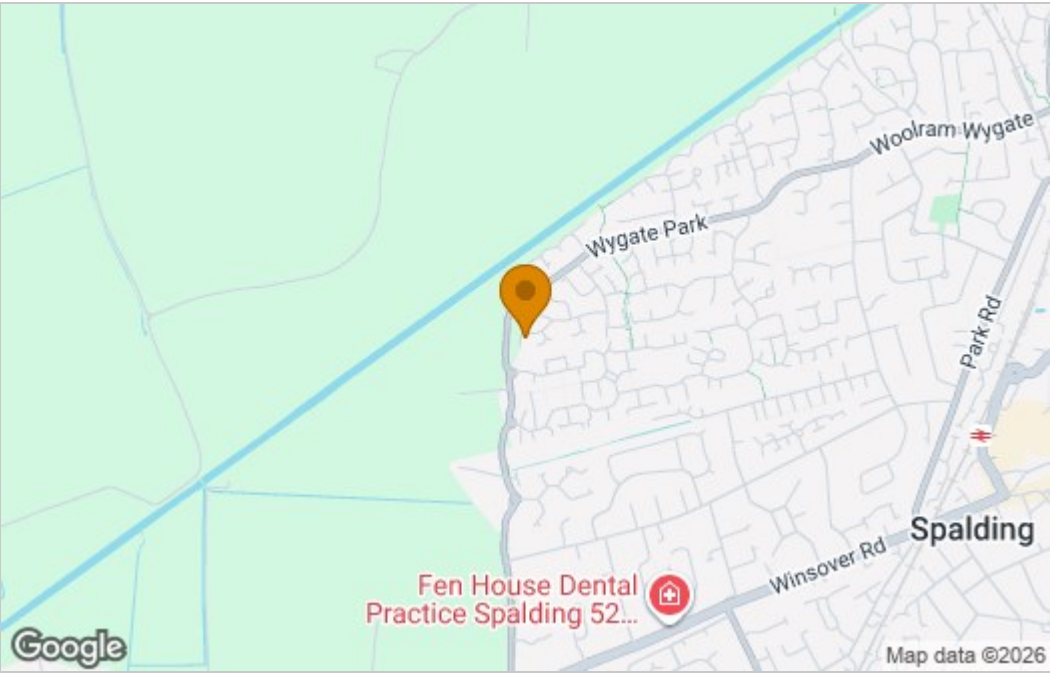 Woolram Wygate
Wygate Park
Park Rd
Spalding
Winsover Rd
Fen House Dental
Practice Spalding 52...
Google
Map data ©2026